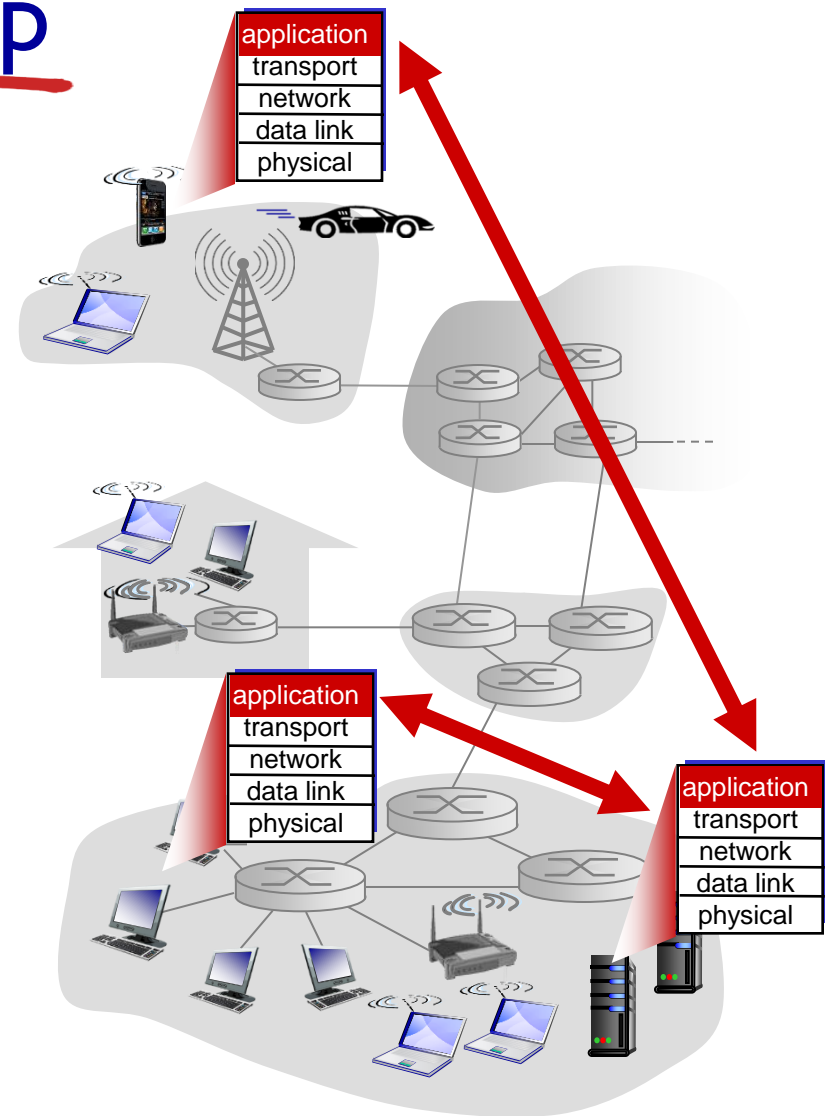 p
application
transport
network
data link
physical
application
transport
network
data link
physical
application
transport
network
data link
physical